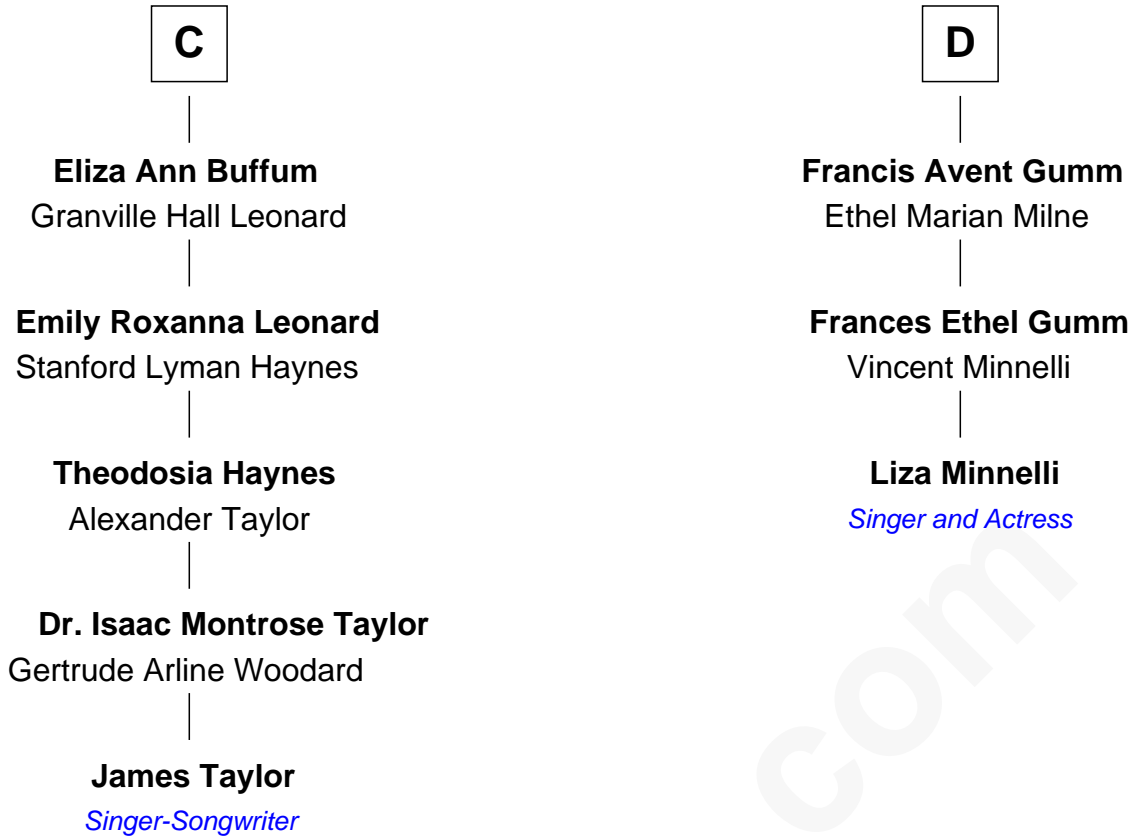 C
Eliza Ann Buffum
Granville Hall Leonard
Emily Roxanna Leonard
Stanford Lyman Haynes
Theodosia Haynes
Alexander Taylor
Dr. Isaac Montrose Taylor
Gertrude Arline Woodard
James Taylor
Singer-Songwriter
D
Francis Avent Gumm
Ethel Marian Milne
Frances Ethel Gumm
Vincent Minnelli
Liza Minnelli
Singer and Actress
com